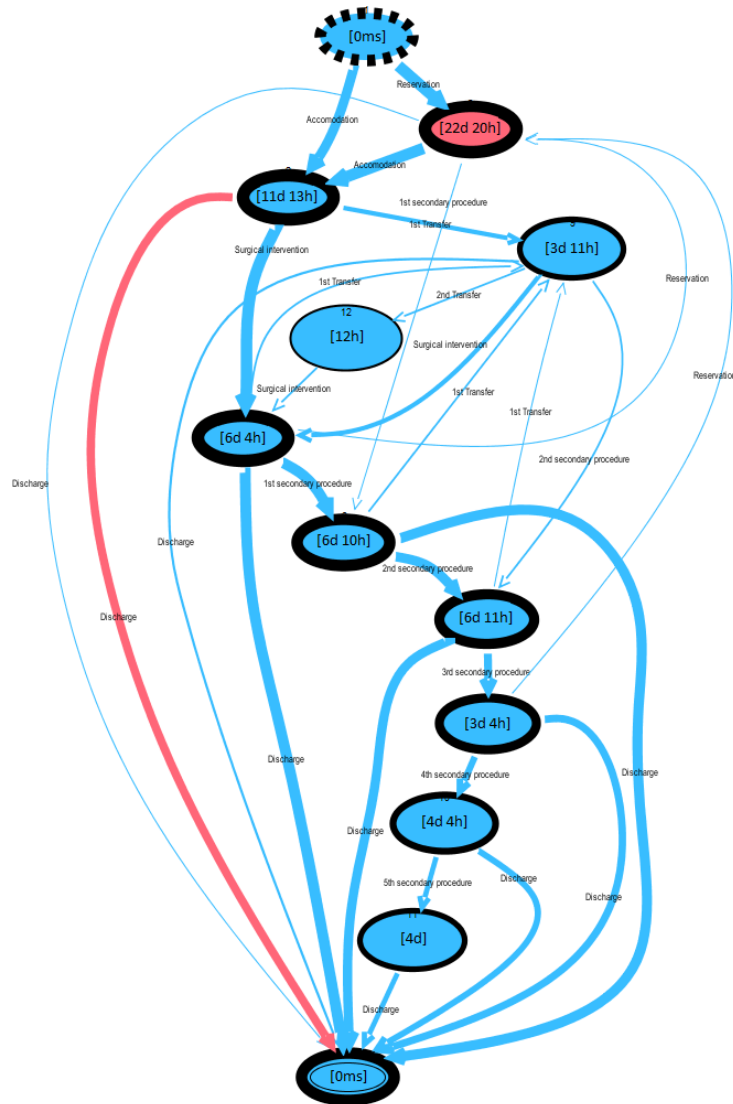 [0ms]
Reservation
Accomodation
[22d 20h]
Accomodation
[11d 13h]
1st secondary procedure
1st Transfer
9
[3d 11h]
Surgical intervention
1st Transfer
2nd Transfer
Reservation
12
[12h]
Surgical intervention
1st Transfer
Reservation
Surgical intervention
1st Transfer
[6d 4h]
2nd secondary procedure
Discharge
1st secondary procedure
[6d 10h]
Discharge
2nd secondary procedure
[6d 11h]
Discharge
3rd secondary procedure
[3d 4h]
Discharge
4th secondary procedure
Discharge
[4d 4h]
Discharge
Discharge
5th secondary procedure
Discharge
11
[4d]
Discharge
[0ms]